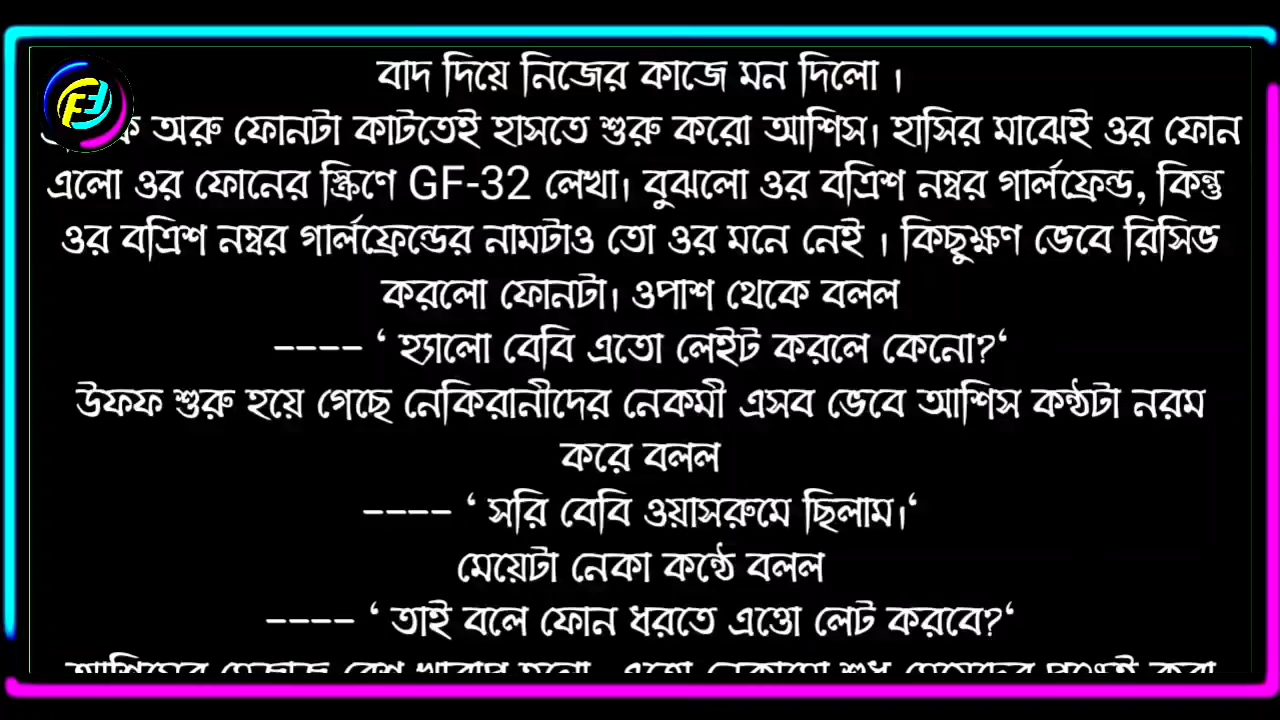 বাদ দিয়ে নিজের কাজে মন দিলো ।
অরু ফোনটা কাটতেই হাসতে শুরু করো আশিস। হাসির মাঝেই ওর ফোন
এলো ওর ফোনের স্ক্রিণে GF-32 লেখা। বুঝলো ওর বত্রিশ নম্বর গার্লফ্রেন্ড, কিন্তু
ওর বত্রিশ নম্বর গার্লফ্রেন্ডের নামটাও তো ওর মনে নেই । কিছুক্ষণ ভেবে রিসিভ
করলো ফোনটা। ওপাশ থেকে বলল
---- ‘ হ্যালো বেবি এতো লেইট করলে কেনো?‘
উফফ শুরু হয়ে গেছে নেকিরানীদের নেকমী এসব ভেবে আশিস কন্ঠটা নরম
করে বলল
---- ‘ সরি বেবি ওয়াসরুমে ছিলাম।‘
মেয়েটা নেকা কন্ঠে বলল
---- ‘ তাই বলে ফোন ধরতে এত্তো লেট করবে?‘